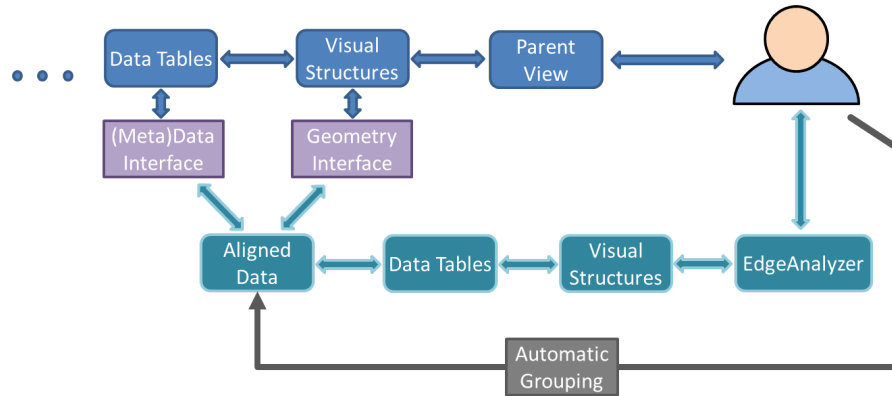 Data Tables
Visual
Structures
Parent
View
(Meta)Data
Interface
Geometry
Interface
Aligned
Data
Data Tables
Visual
Structures
EdgeAnalyzer
Automatic
Grouping